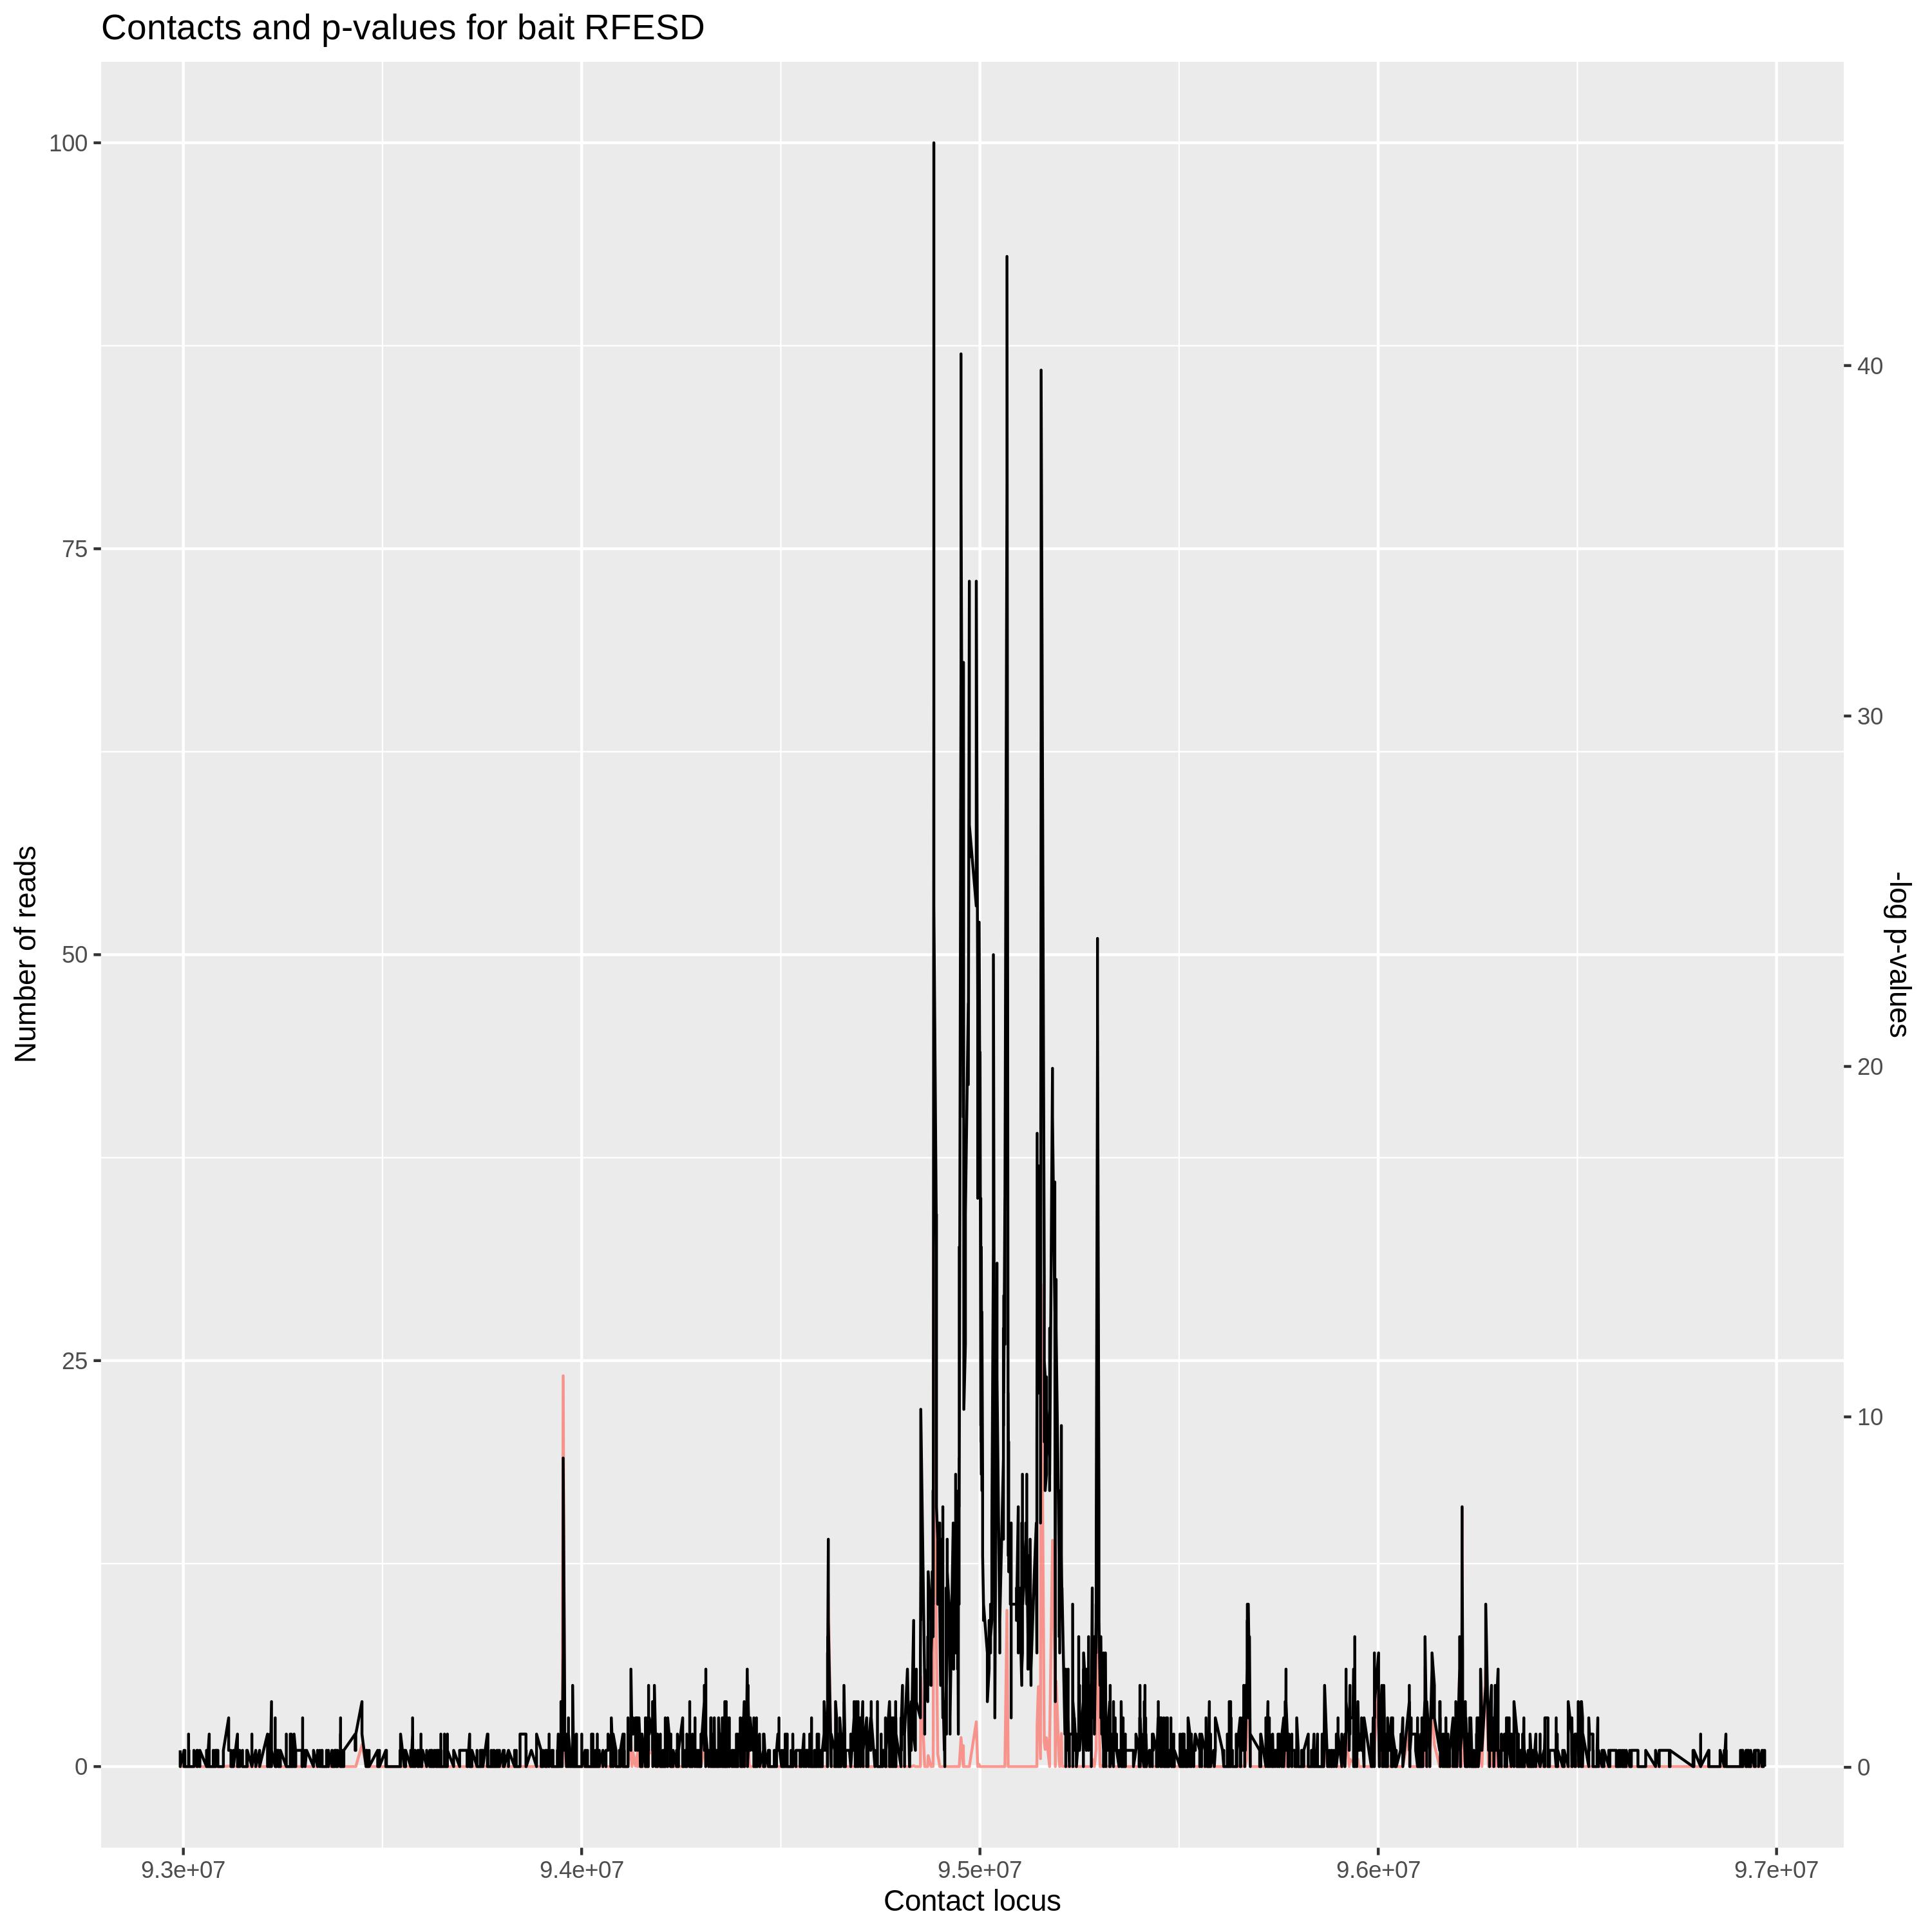 Contacts and p-values for bait RFESD
100
75
50
25
0
Number of reads
40
30
20
10
0
-log p-values
9.3e+07
9.4e+07
9.5e+07
9.6e+07
9.7e+07
Contact locus